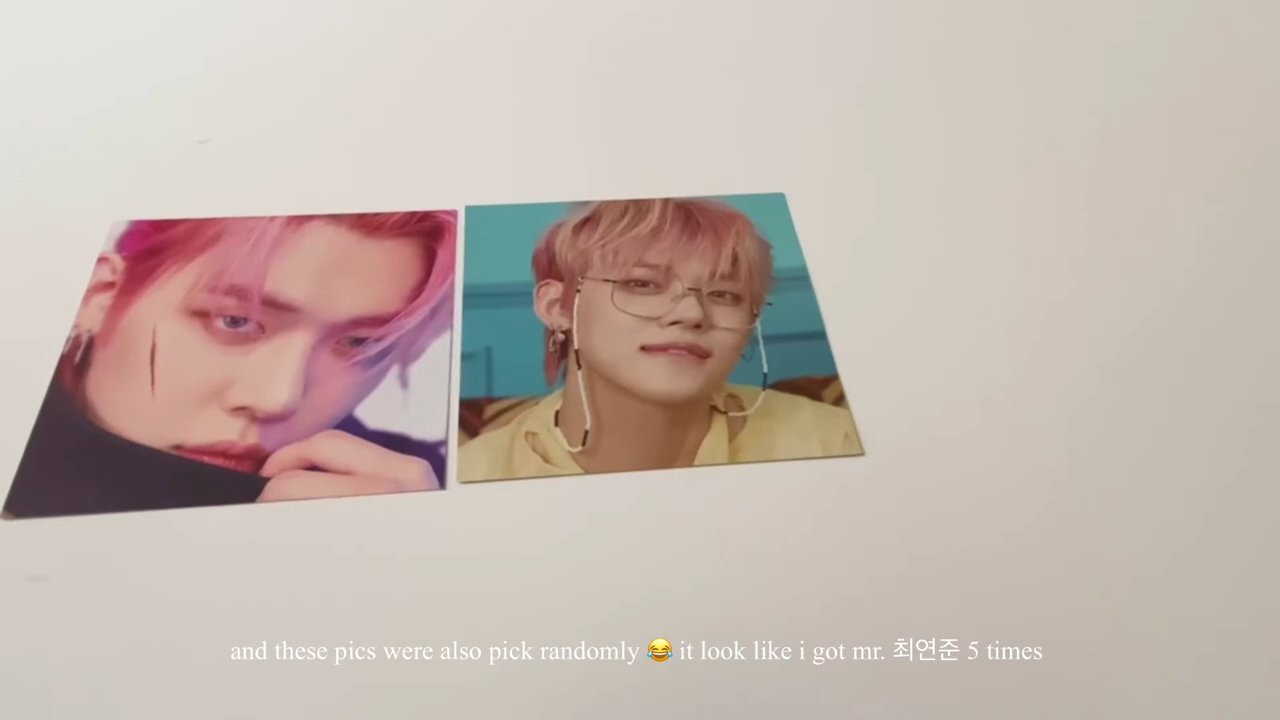 and these pics were also pick randomly 😂 it look like i got mr. 최연준 5 times